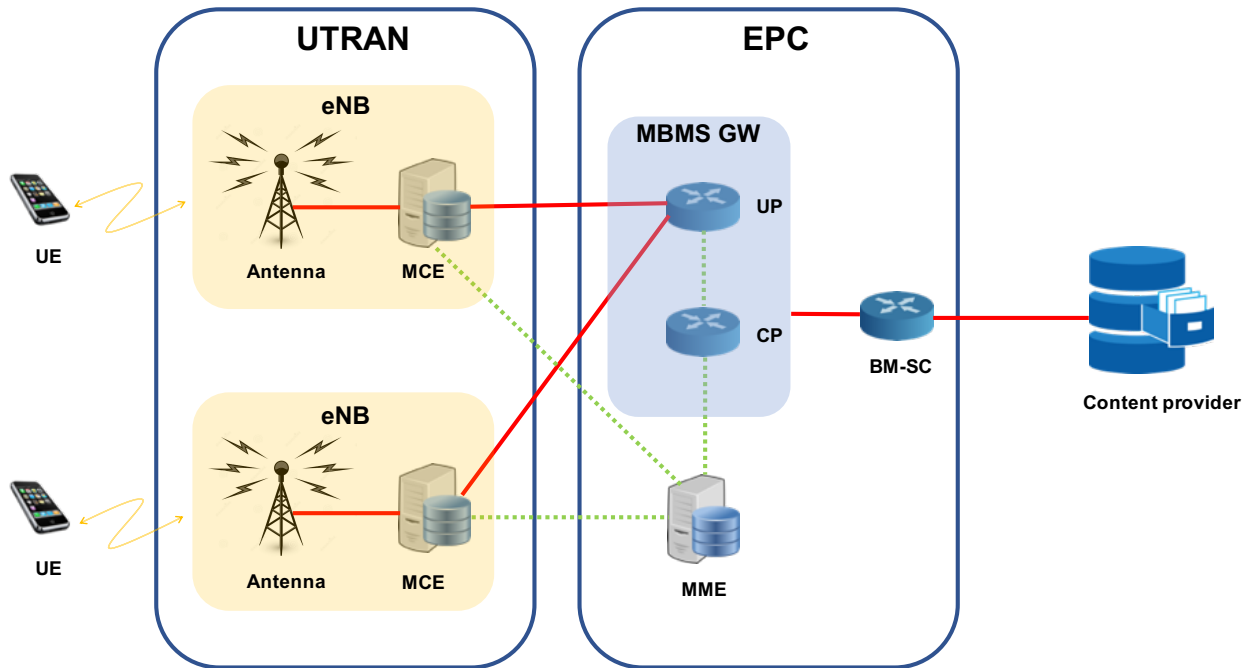 UTRAN
EPC
eNB
MBMS GW
UE
Antenna
MCE
UP
CP
BM-SC
Content provider
eNB
UE
Antenna
MCE
MME